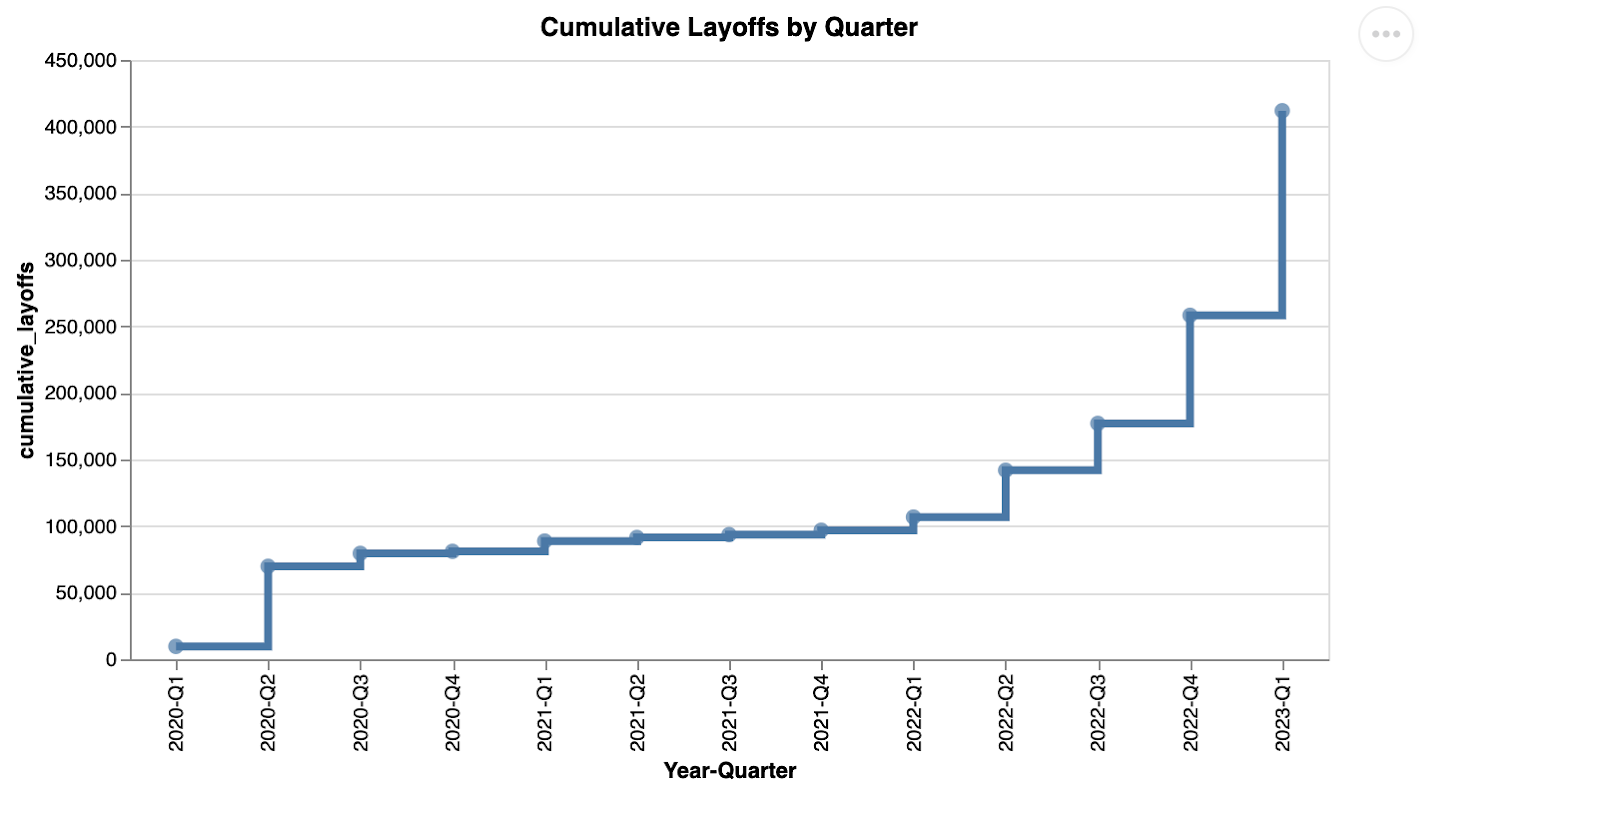 Cumulative Layoffs by Quarter
450,000
400,000
350,000
300,000
250,000
200,000
150,000
100,000
50,000
0
cumulative_layoffs
2020-Q1
2020-Q2
2020-Q3
2020-Q4
2021-Q1
2021-Q2
2021-Q3
2021-Q4
2022-Q1
2022-Q2
2022-Q3
2022-Q4
2023-Q1
Year-Quarter